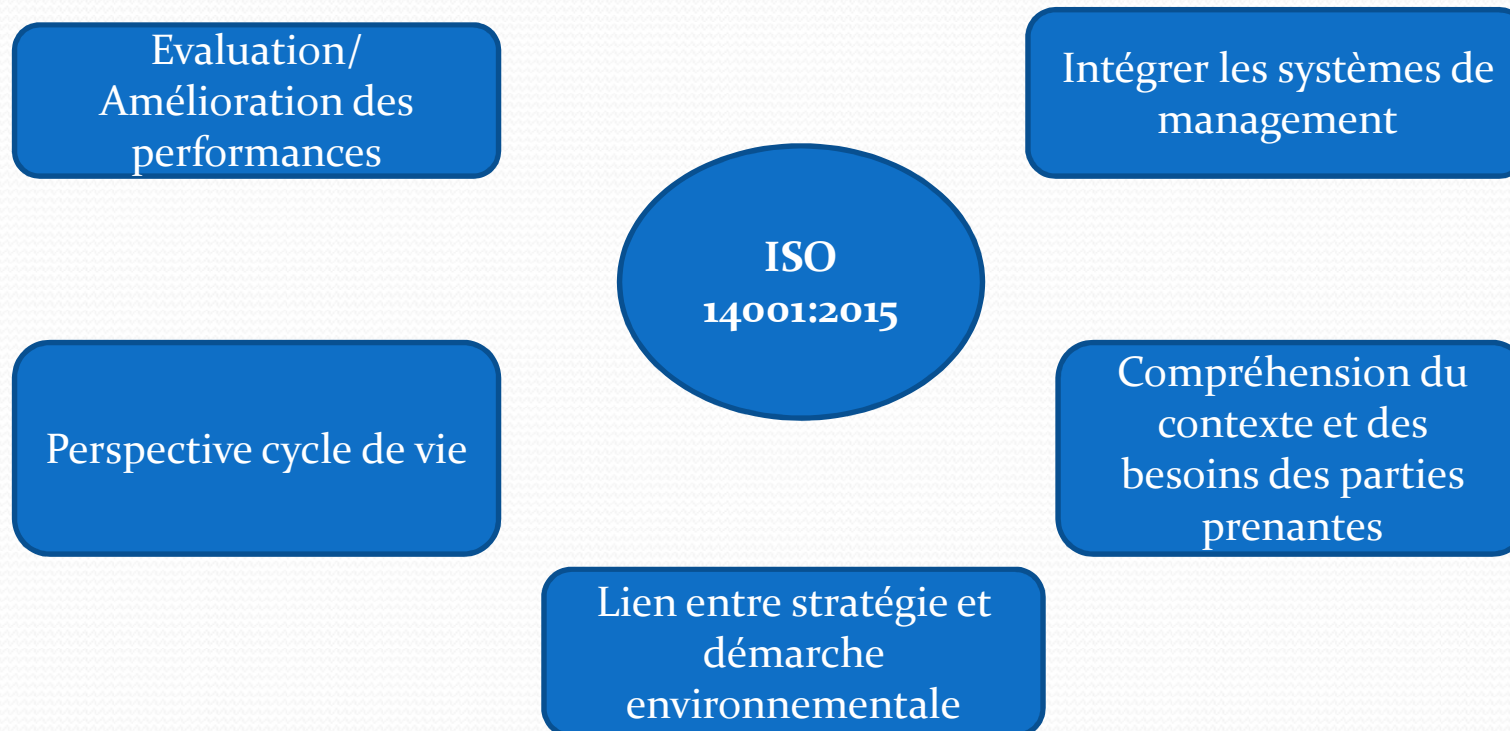 Evaluation/
Amélioration des
performances
Intégrer les systèmes de
management
ISO
14001:2015
Perspective cycle de vie
Compréhension du
contexte et des
besoins des parties
prenantes
Lien entre stratégie et
démarche
environnementale